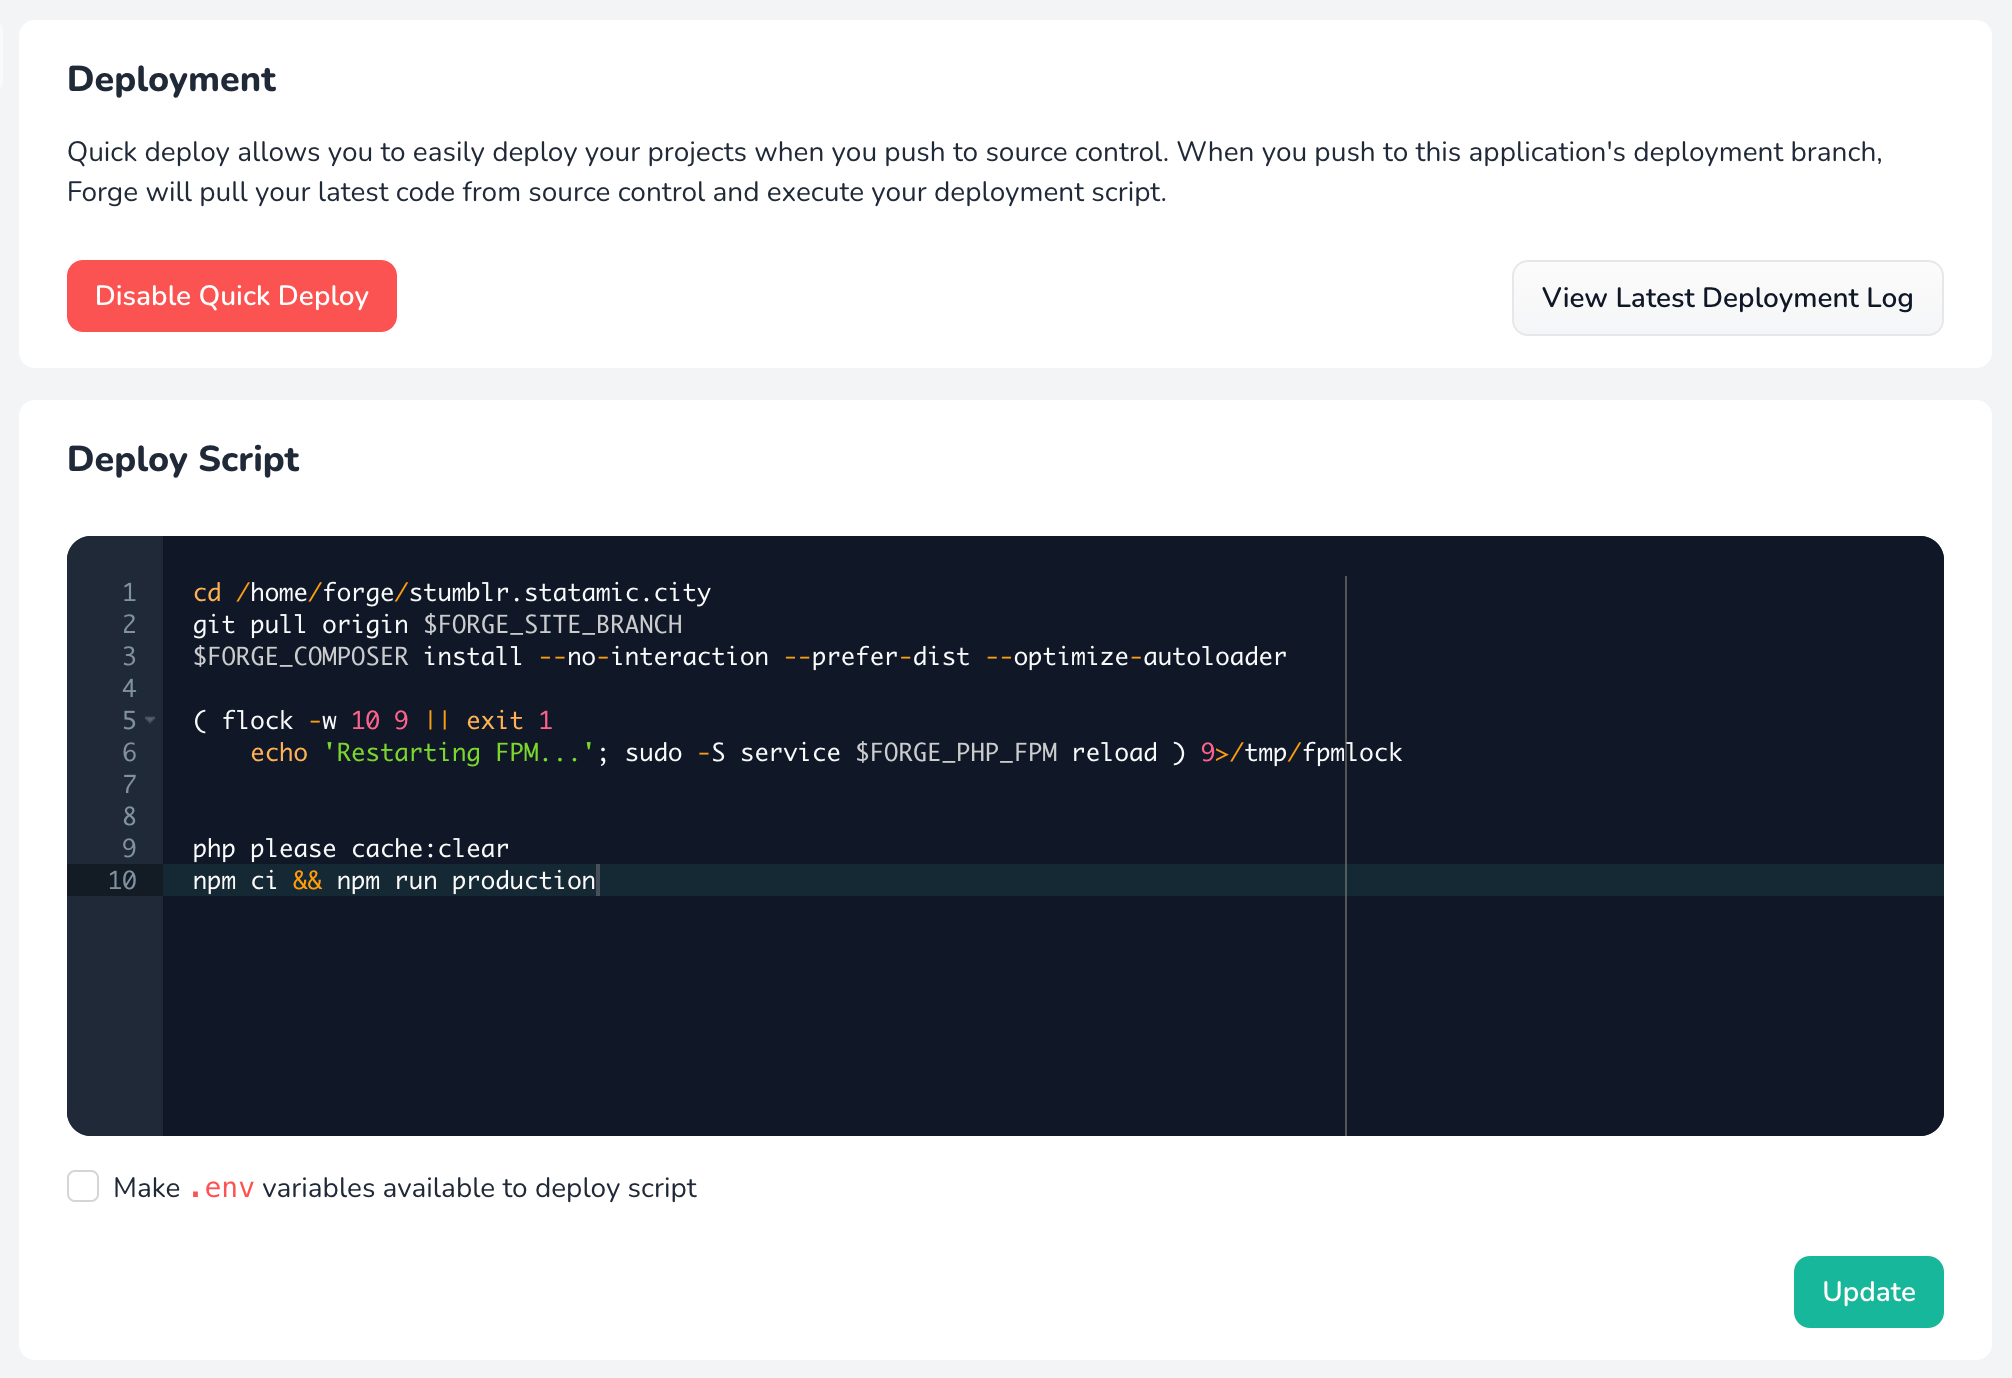 Deployment
Quick deploy allows you to easily deploy your projects when you push to source control. When you push to this application's deployment branch,
Forge will pull your latest code from source control and execute your deployment script.
Disable Quick Deploy
View Latest Deployment Log
Deploy Script
1 cd /home/forge/stumblr.statamic.city
2 git pull origin $FORGE_SITE_BRANCH
3 $FORGE_COMPOSER install --no-interaction --prefer-dist --optimize-autoloader
4
5 ( flock -w 10 9 || exit 1
6     echo 'Restarting FPM...'; sudo -S service $FORGE_PHP_FPM reload ) 9>/tmp/fpmlock
7
8
9 php please cache:clear
10 npm ci && npm run production
Make .env variables available to deploy script
Update